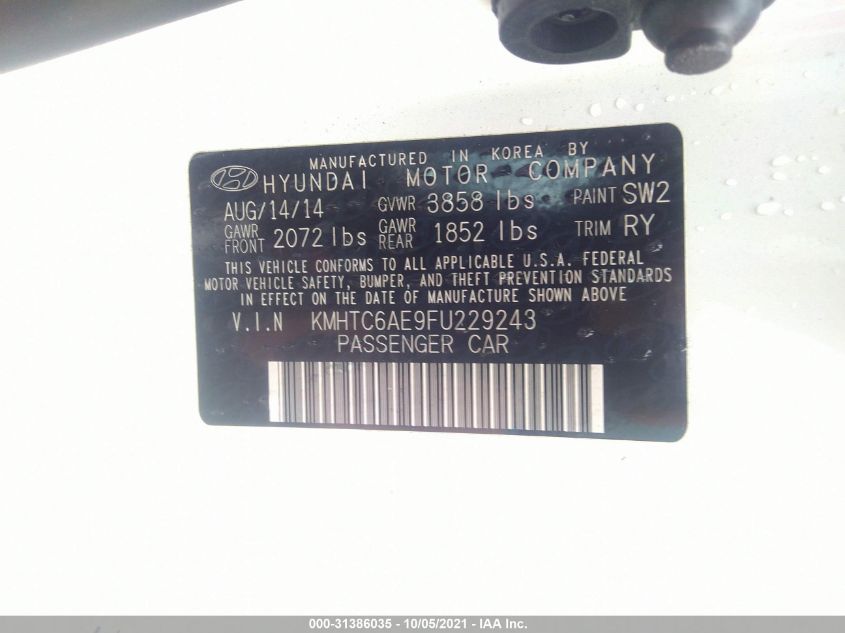 MANUFACTURED IN KOREA BY
HYUNDAI MOTOR COMPANY
AUG/14/14 GVWR 3858 lbs PAINT SW2
GAWR FRONT 2072 lbs GAWR REAR 1852 lbs TRIM RY
THIS VEHICLE CONFORMS TO ALL APPLICABLE U.S.A. FEDERAL
MOTOR VEHICLE SAFETY, BUMPER, AND THEFT PREVENTION STANDARDS
IN EFFECT ON THE DATE OF MANUFACTURE SHOWN ABOVE
V.I.N KMHTC6AE9FU229243
PASSENGER CAR
000-31386035 - 10/05/2021 - IAA Inc.